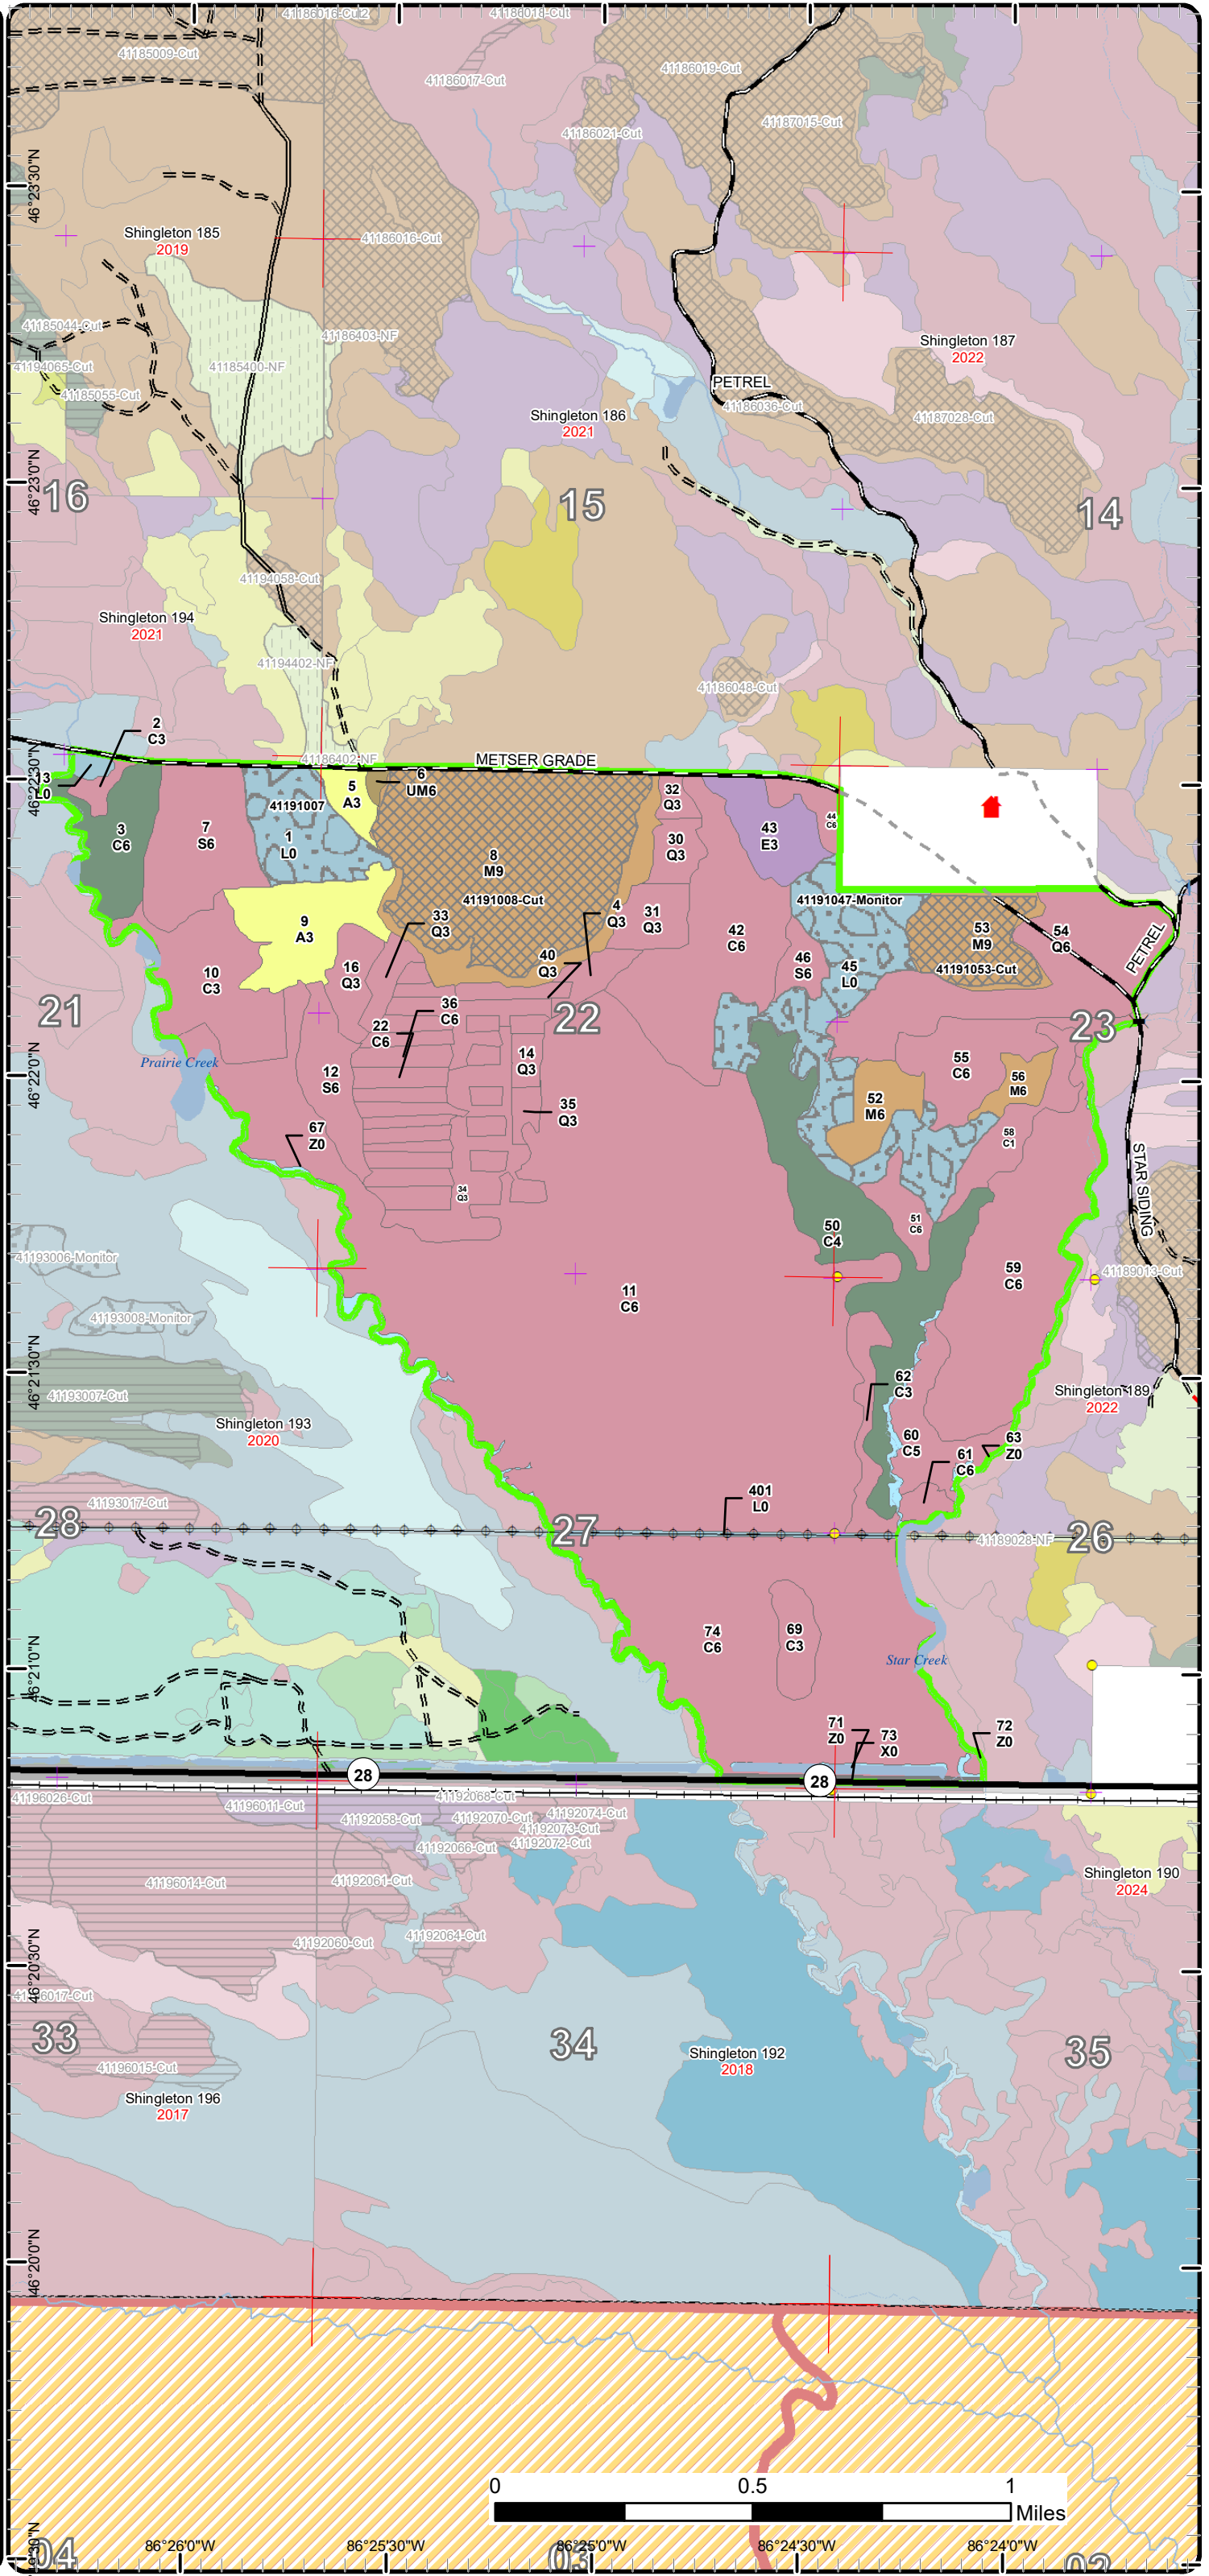 41186016-Cut2
41186018-Cut
41185009-Cut
41186017-Cut
41186019-Cut
41187015-Cut
41186021-Cut
46°23'30"N
Shingleton 185
2019
41186016-Cut
41185044-Cut
41186403-NF
Shingleton 187
2022
41194065-Cut
41185400-NF
41185055-Cut
PETREL
41186036-Cut
Shingleton 186
2021
41187028-Cut
46°23'0"N
16
15
14
41194058-Cut
Shingleton 194
2021
41194402-NF
41186048-Cut
2
C3
METSER GRADE
41186402-NF
46°22'30"N
13
L0
5
A3
6
UM6
32
Q3
41191007
3
C6
7
S6
1
L0
8
M9
30
Q3
43
E3
44
C6
41191008-Cut
41191047-Monitor
9
A3
33
Q3
4
Q3
31
Q3
42
C6
53
M9
54
Q6
PETREL
10
C3
16
Q3
40
Q3
46
S6
45
L0
41191053-Cut
21
36
C6
22
22
C6
23
Prairie Creek
46°22'0"N
12
S6
14
Q3
55
C6
56
M6
35
Q3
52
M6
67
Z0
58
C1
STAR SIDING
34
Q3
51
C6
50
C4
41193006-Monitor
11
C6
59
C6
41189013-Cut
41193008-Monitor
46°21'30"N
41193007-Cut
62
C3
Shingleton 189
2022
Shingleton 193
2020
60
C5
63
Z0
61
C6
401
L0
41193017-Cut
28
27
26
41189028-NF
74
C6
69
C3
46°21'0"N
Star Creek
71
Z0
73
X0
72
Z0
28
28
41196026-Cut
41196011-Cut
41192068-Cut
41192058-Cut
41192070-Cut
41192074-Cut
41192073-Cut
41192066-Cut
41192072-Cut
41196014-Cut
41192061-Cut
Shingleton 190
2024
41192060-Cut
41192064-Cut
46°20'30"N
41196017-Cut
33
34
35
Shingleton 192
2018
41196015-Cut
Shingleton 196
2017
46°20'0"N
0
0.5
1
Miles
86°26'0"W
86°25'30"W
86°25'0"W
86°24'30"W
86°24'0"W
04
03
02